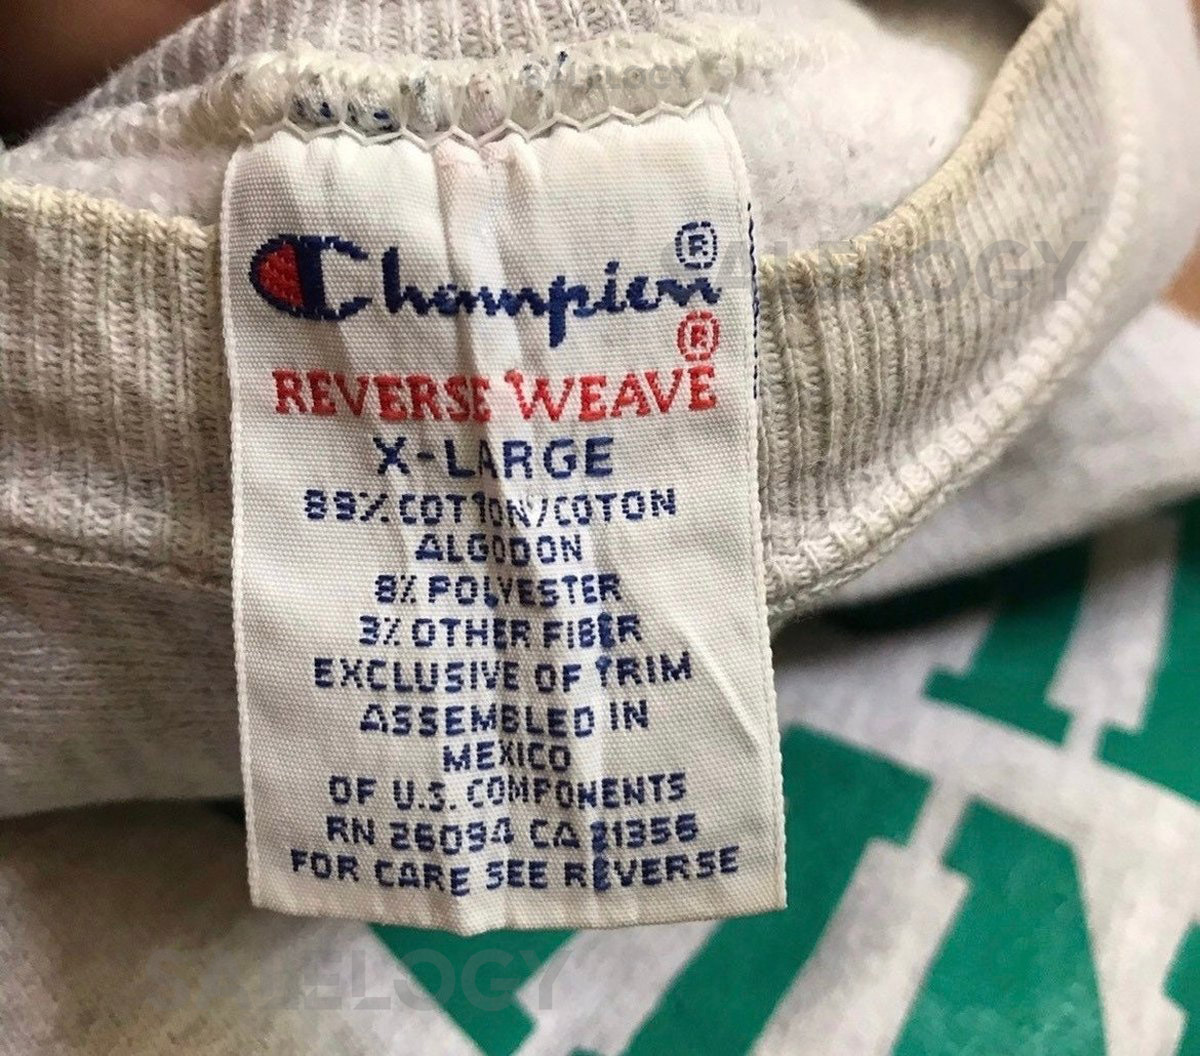 SALELOGY
Champion®
®
REVERSE WEAVE
X-LARGE
89% COTTON/COTON
ALGODON
8% POLYESTER
3% OTHER FIBER
EXCLUSIVE OF TRIM
ASSEMBLED IN
MEXICO
OF U.S. COMPONENTS
RN 26094 CA 21356
FOR CARE SEE REVERSE